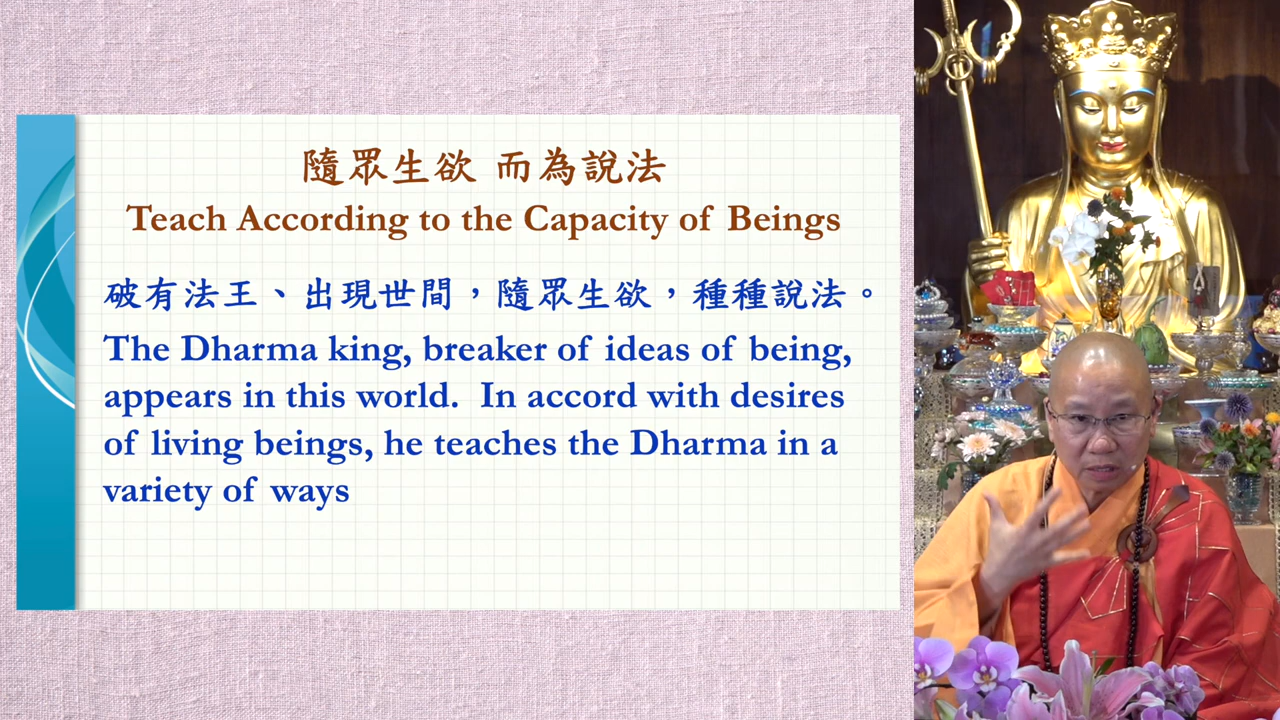 隨眾生欲 而為說法
Teach According to the Capacity of Beings
破有法王、出現世間，隨眾生欲，種種說法。
The Dharma king, breaker of ideas of being,
appears in this world. In accord with desires
of living beings, he teaches the Dharma in a
variety of ways